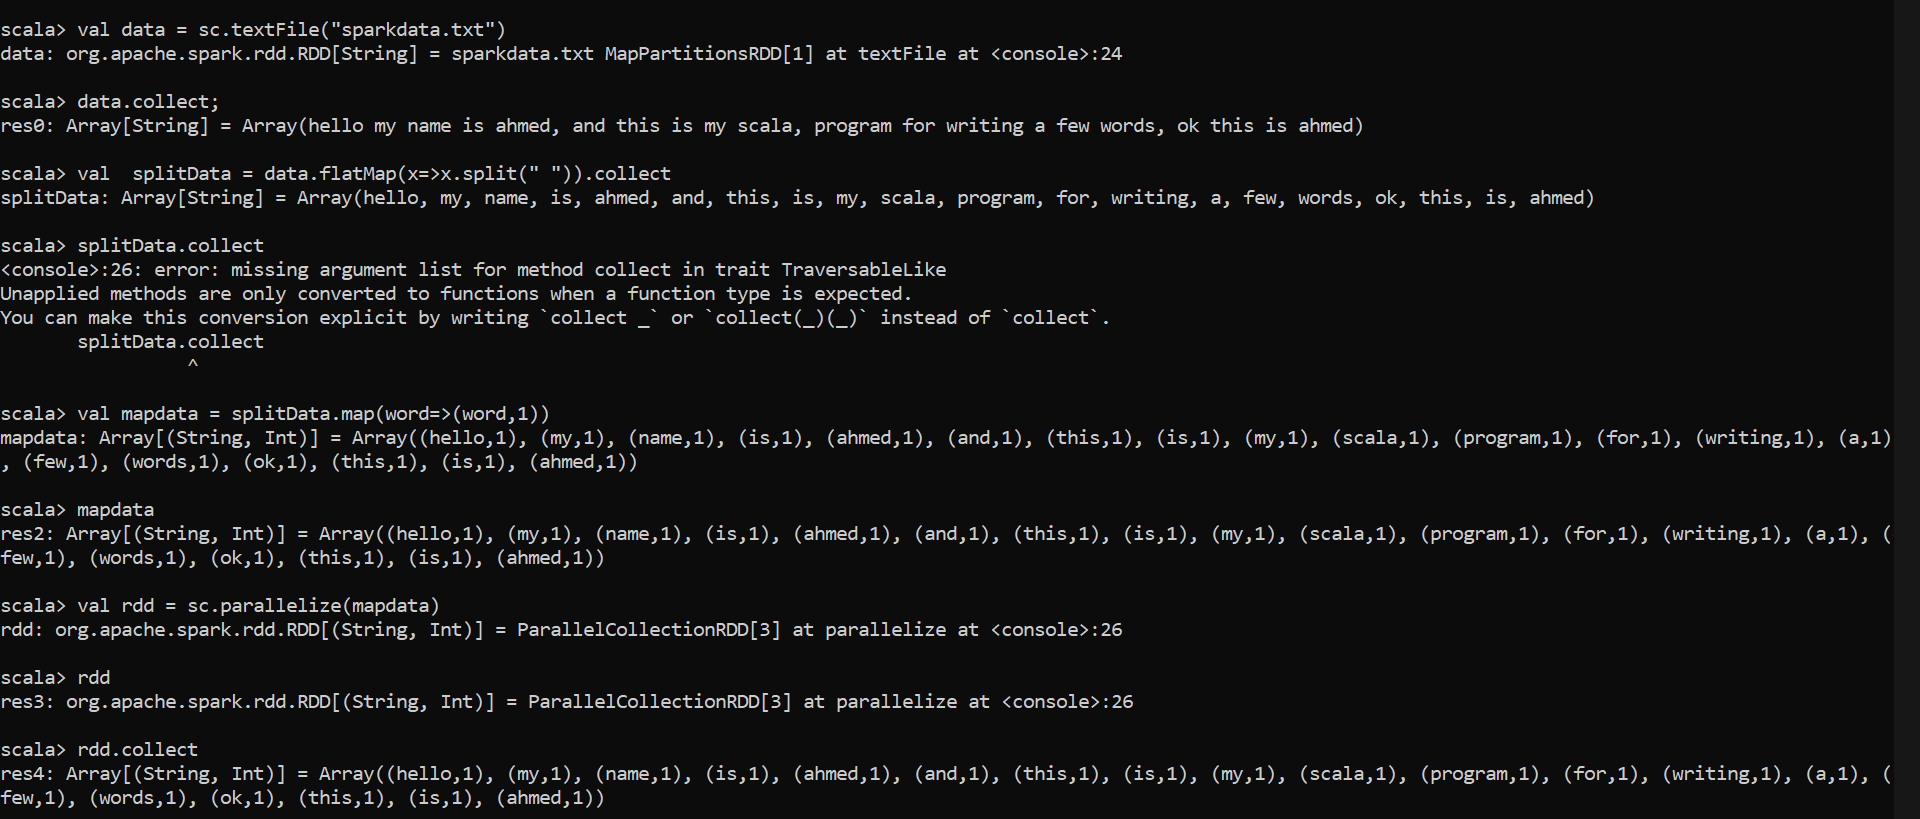 scala> val data = sc.textFile("sparkdata.txt")
data: org.apache.spark.rdd.RDD[String] = sparkdata.txt MapPartitionsRDD[1] at textFile at <console>:24
scala> data.collect;
res0: Array[String] = Array(hello my name is ahmed, and this is my scala, program for writing a few words, ok this is ahmed)
scala> val  splitData = data.flatMap(x=>x.split(" ")).collect
splitData: Array[String] = Array(hello, my, name, is, ahmed, and, this, is, my, scala, program, for, writing, a, few, words, ok, this, is, ahmed)
scala> splitData.collect
<console>:26: error: missing argument list for method collect in trait TraversableLike
Unapplied methods are only converted to functions when a function type is expected.
You can make this conversion explicit by writing `collect _` or `collect(_)(_)` instead of `collect`.
       splitData.collect
                 ^
scala> val mapdata = splitData.map(word=>(word,1))
mapdata: Array[(String, Int)] = Array((hello,1), (my,1), (name,1), (is,1), (ahmed,1), (and,1), (this,1), (is,1), (my,1), (scala,1), (program,1), (for,1), (writing,1), (a,1)
, (few,1), (words,1), (ok,1), (this,1), (is,1), (ahmed,1))
scala> mapdata
res2: Array[(String, Int)] = Array((hello,1), (my,1), (name,1), (is,1), (ahmed,1), (and,1), (this,1), (is,1), (my,1), (scala,1), (program,1), (for,1), (writing,1), (a,1), (
few,1), (words,1), (ok,1), (this,1), (is,1), (ahmed,1))
scala> val rdd = sc.parallelize(mapdata)
rdd: org.apache.spark.rdd.RDD[(String, Int)] = ParallelCollectionRDD[3] at parallelize at <console>:26
scala> rdd
res3: org.apache.spark.rdd.RDD[(String, Int)] = ParallelCollectionRDD[3] at parallelize at <console>:26
scala> rdd.collect
res4: Array[(String, Int)] = Array((hello,1), (my,1), (name,1), (is,1), (ahmed,1), (and,1), (this,1), (is,1), (my,1), (scala,1), (program,1), (for,1), (writing,1), (a,1), (
few,1), (words,1), (ok,1), (this,1), (is,1), (ahmed,1))